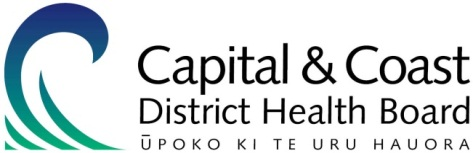 Capital & Coast
District Health Board
ŪPOKO KI TE URU HAUORA